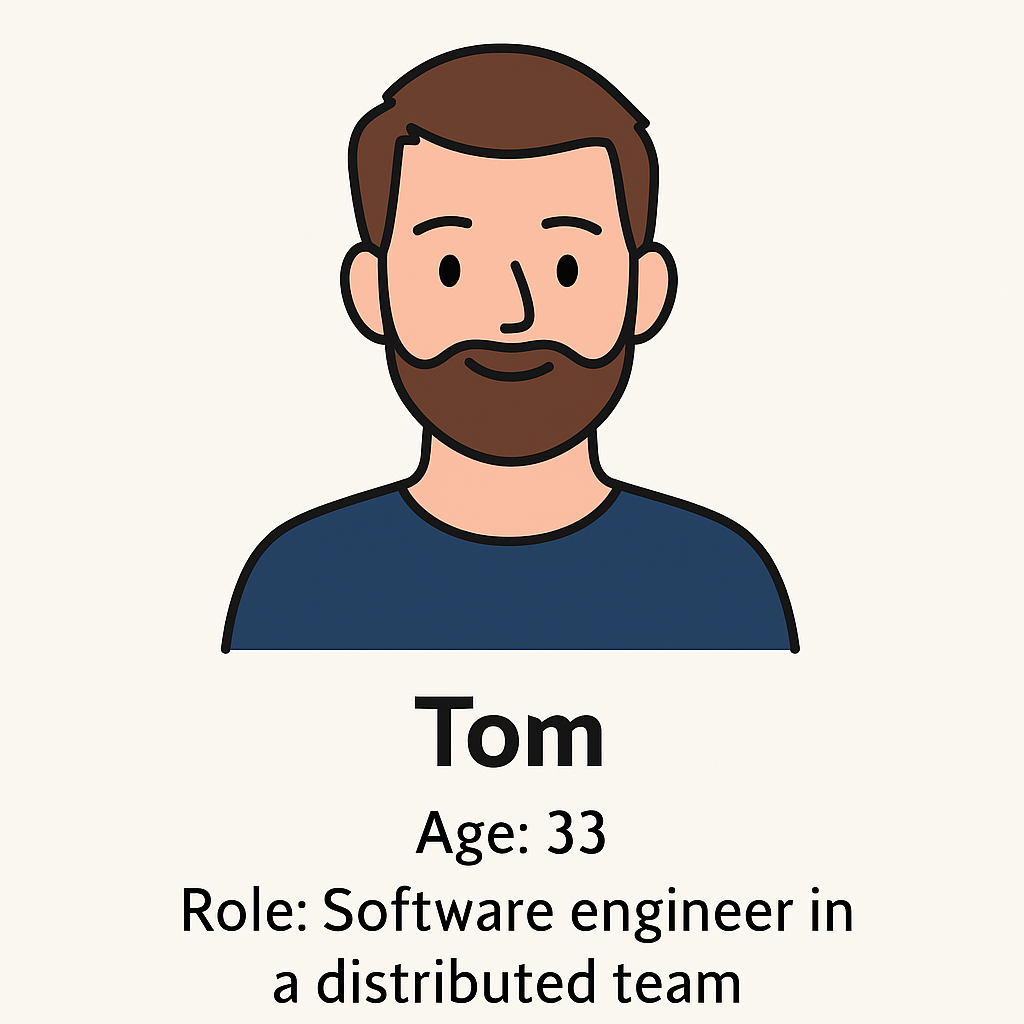 Tom
Age: 33
Role: Software engineer in
a distributed team